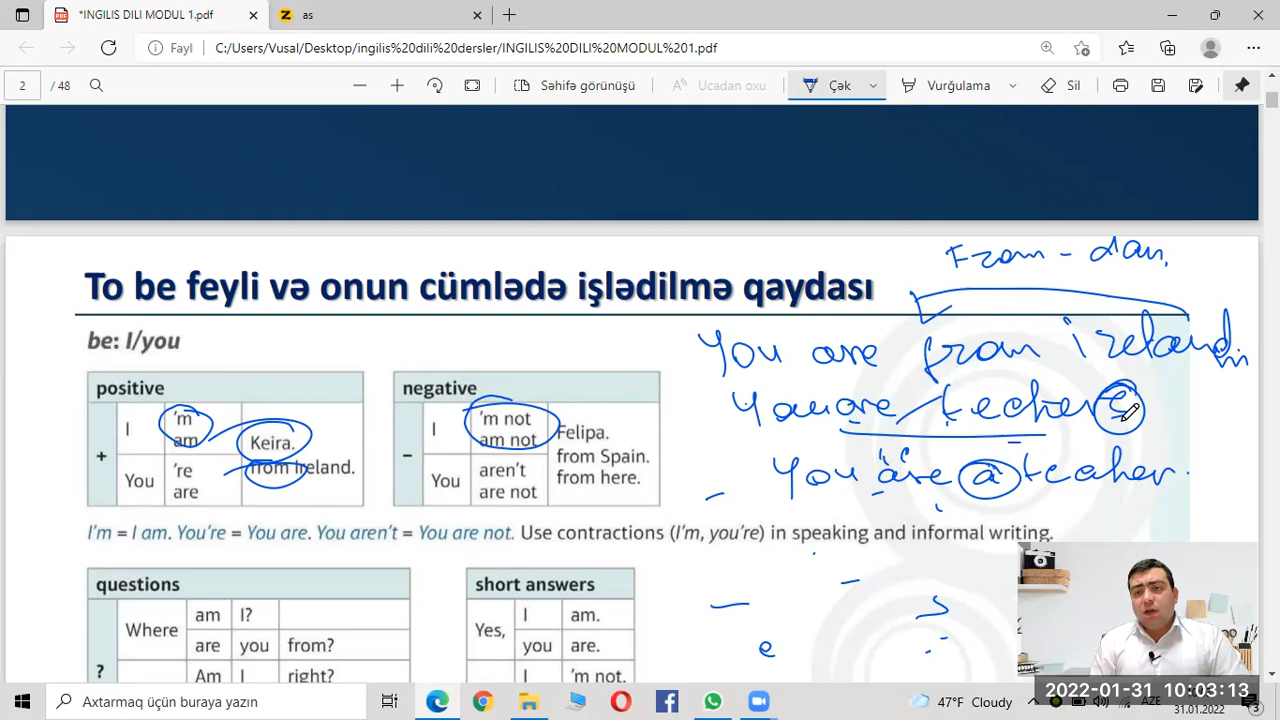 *INGILIS DILI MODUL 1.pdf
as
Fayl
C:/Users/Vusal/Desktop/ingilis%20dili%20dersler/INGILIS%20DILI%20MODUL%201.pdf
2 / 48
Səhifə görünüşü
Ucadan oxu
Çək
Vurğulama
Sil
From - dan.
To be feyli və onun cümlədə işlədilmə qaydası
be: I/you
You are from ireland
positive
negative
You are techers
+ I 'm am Keira.
You 're are from Ireland.
– I 'm not am not Felipa.
from Spain.
You aren't are not from here.
You are a teaher.
I'm = I am. You're = You are. You aren't = You are not. Use contractions (I'm, you're) in speaking and informal writing.
questions
short answers
? Where am I?
are you from?
Am I right?
Yes, I am.
you are.
I 'm not.
e
Axtarmaq üçün buraya yazın
47°F Cloudy
AZE
2022-01-31 10:03:13
31.01.2022
3